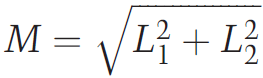 M = √(L₁² + L₂²)